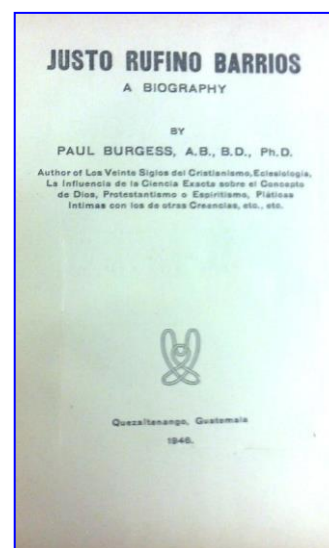 JUSTO RUFINO BARRIOS
A BIOGRAPHY
BY
PAUL BURGESS, A.B., B.D., Ph.D.
Author of Los Veinte Siglos del Cristianismo, Eclesiología,
La Influencia de la Ciencia Exacta sobre el Concepto
de Dios, Protestantismo o Espiritismo, Pláticas
Intimas con los de otras Creencias, etc., etc.
Quezaltenango, Guatemala
1946.